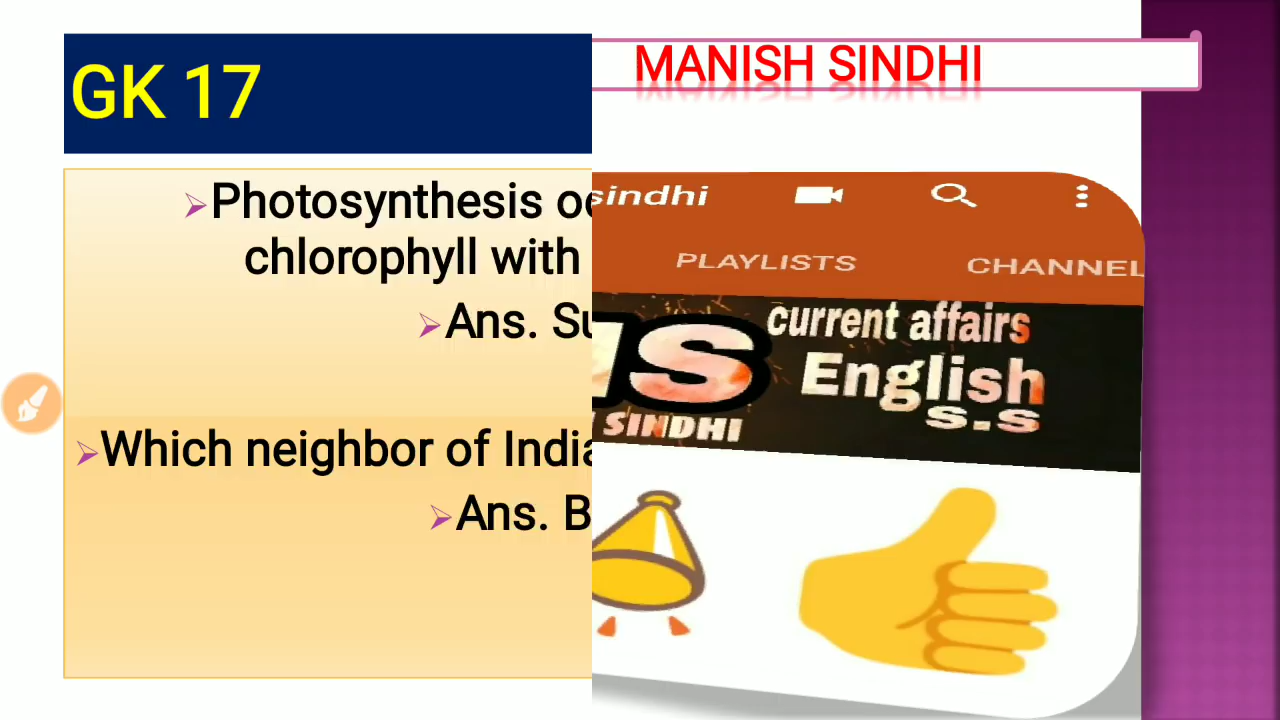 GK 17
MANISH SINDHI
Photosynthesis
chlorophyll with
Ans.
Which neighbor of India
Ans.
sindhi
PLAYLISTS
CHANNEL
current affairs
English
S.S
SINDHI